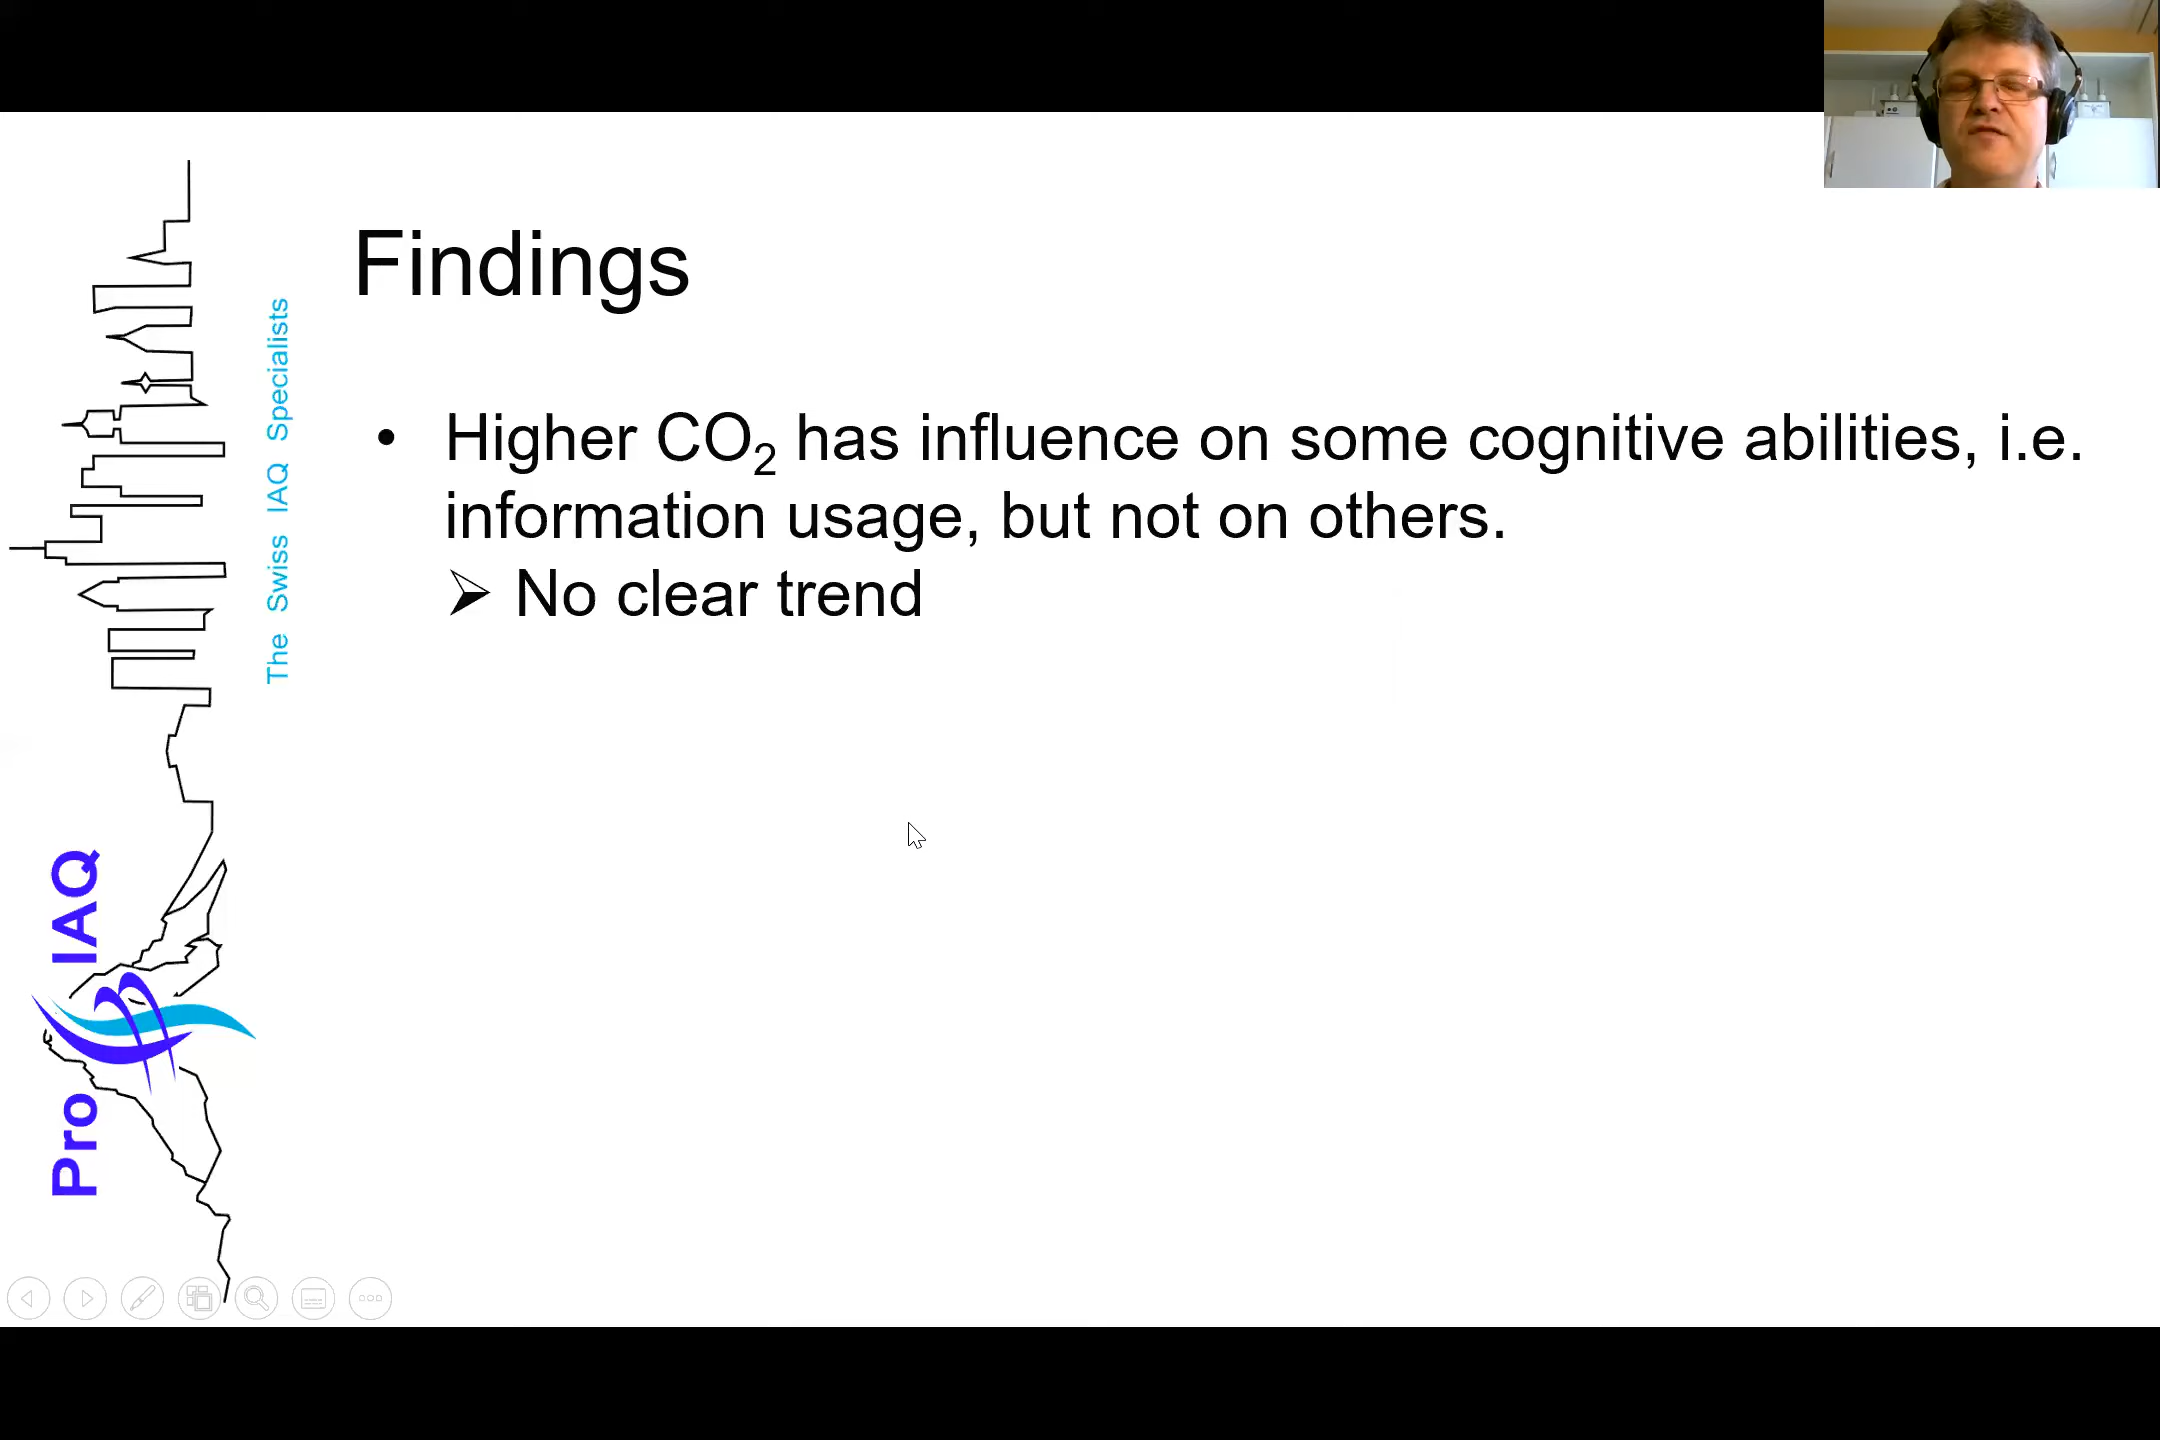 Findings
• Higher CO₂ has influence on some cognitive abilities, i.e.
information usage, but not on others.
➢ No clear trend
The Swiss IAQ Specialists
Pro IAQ